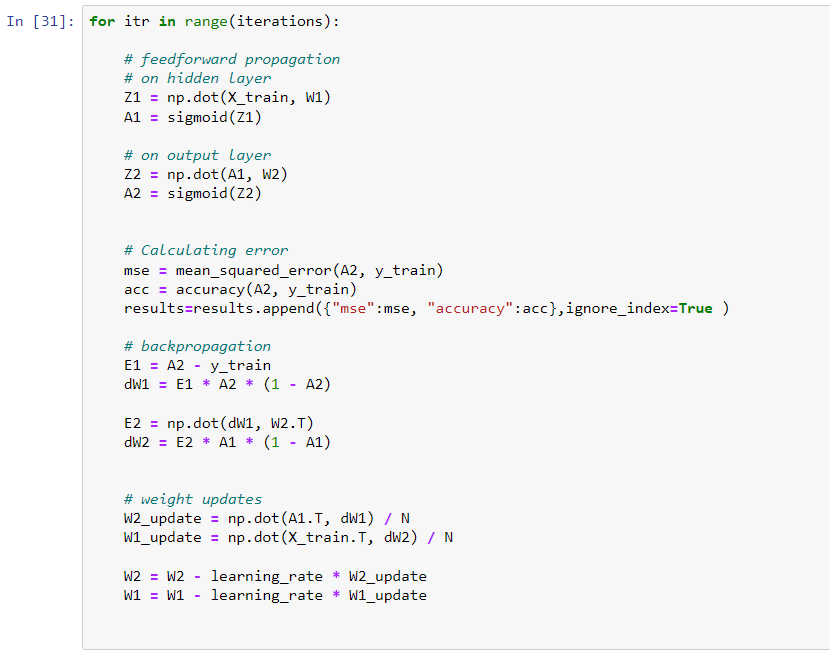 In [31]: for itr in range(iterations):
# feedforward propagation
# on hidden layer
Z1 = np.dot(X_train, W1)
A1 = sigmoid(Z1)
# on output layer
Z2 = np.dot(A1, W2)
A2 = sigmoid(Z2)
# Calculating error
mse = mean_squared_error(A2, y_train)
acc = accuracy(A2, y_train)
results=results.append({"mse":mse, "accuracy":acc},ignore_index=True )
# backpropagation
E1 = A2 - y_train
dW1 = E1 * A2 * (1 - A2)
E2 = np.dot(dW1, W2.T)
dW2 = E2 * A1 * (1 - A1)
# weight updates
W2_update = np.dot(A1.T, dW1) / N
W1_update = np.dot(X_train.T, dW2) / N
W2 = W2 - learning_rate * W2_update
W1 = W1 - learning_rate * W1_update